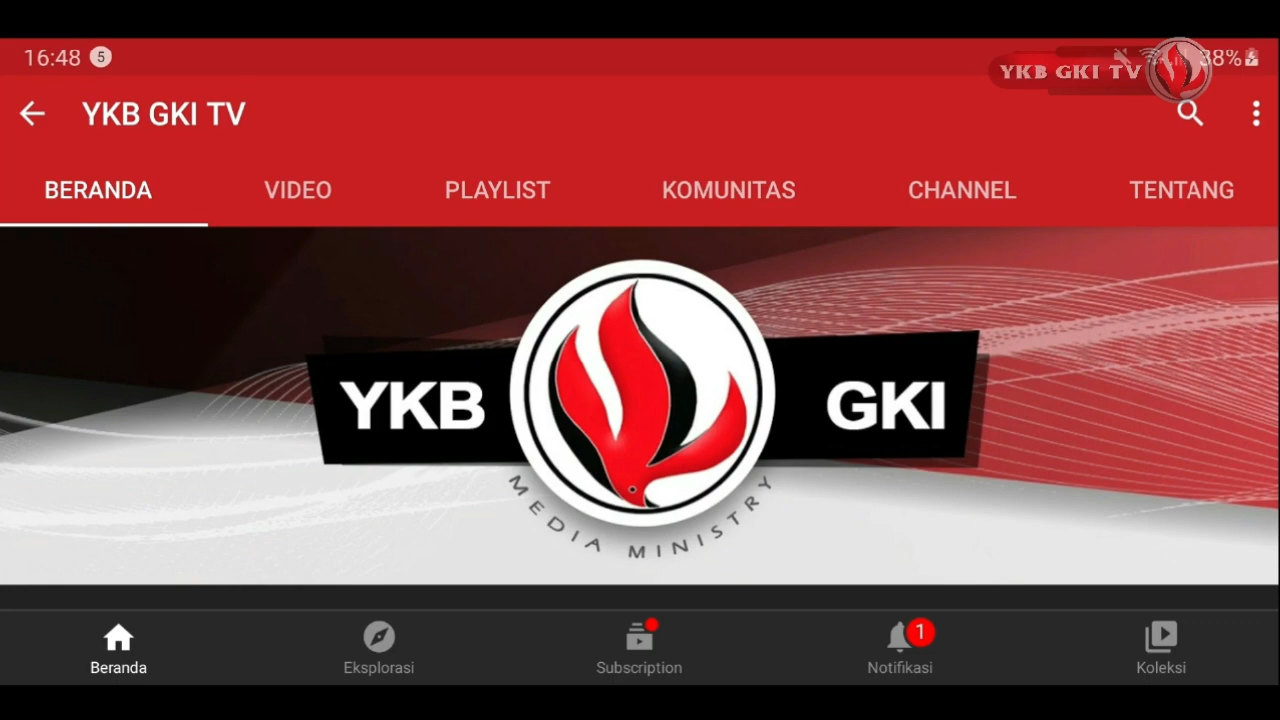 16:48 5
38%
YKB GKI TV
YKB GKI TV
BERANDA VIDEO PLAYLIST KOMUNITAS CHANNEL TENTANG
YKB GKI
MEDIA MINISTRY
1
Beranda Eksplorasi Subscription Notifikasi Koleksi